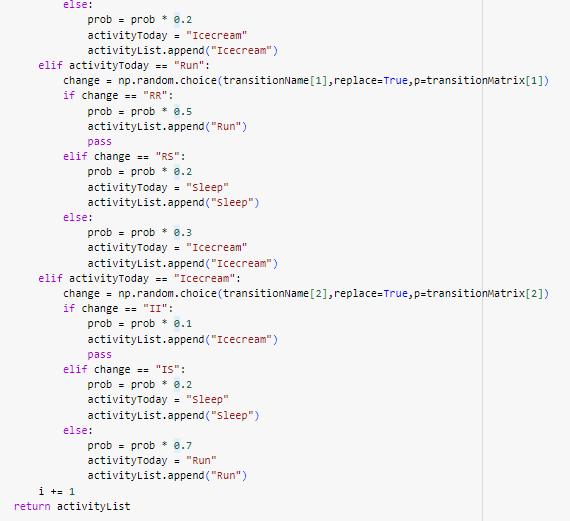 else:
prob = prob * 0.2
activityToday = "Icecream"
activityList.append("Icecream")
elif activityToday == "Run":
change = np.random.choice(transitionName[1],replace=True,p=transitionMatrix[1])
if change == "RR":
prob = prob * 0.5
activityList.append("Run")
pass
elif change == "RS":
prob = prob * 0.2
activityToday = "Sleep"
activityList.append("Sleep")
else:
prob = prob * 0.3
activityToday = "Icecream"
activityList.append("Icecream")
elif activityToday == "Icecream":
change = np.random.choice(transitionName[2],replace=True,p=transitionMatrix[2])
if change == "II":
prob = prob * 0.1
activityList.append("Icecream")
pass
elif change == "IS":
prob = prob * 0.2
activityToday = "Sleep"
activityList.append("Sleep")
else:
prob = prob * 0.7
activityToday = "Run"
activityList.append("Run")
i += 1
return activityList